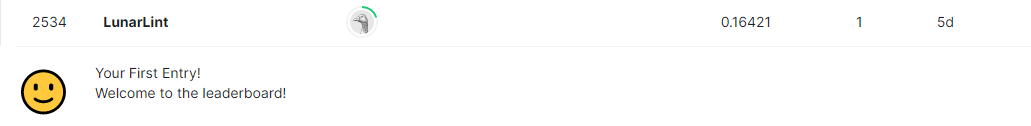 2534 LunarLint 0.16421 1 5d
Your First Entry!
Welcome to the leaderboard!